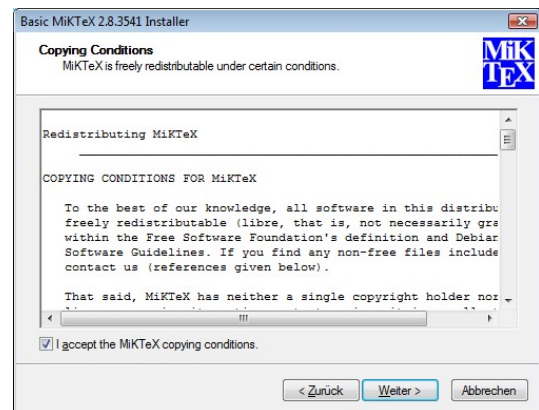 Basic MiKTeX 2.8.3541 Installer
Copying Conditions
MiKTeX is freely redistributable under certain conditions.
MiK
TEX
Redistributing MiKTeX
COPYING CONDITIONS FOR MiKTeX
To the best of our knowledge, all software in this distribu
freely redistributable (libre, that is, not necessarily gra
within the Free Software Foundation's definition and Debian
Software Guidelines. If you find any non-free files include
contact us (references given below).
That said, MiKTeX has neither a single copyright holder nor
I accept the MiKTeX copying conditions.
< Zurück
Weiter >
Abbrechen